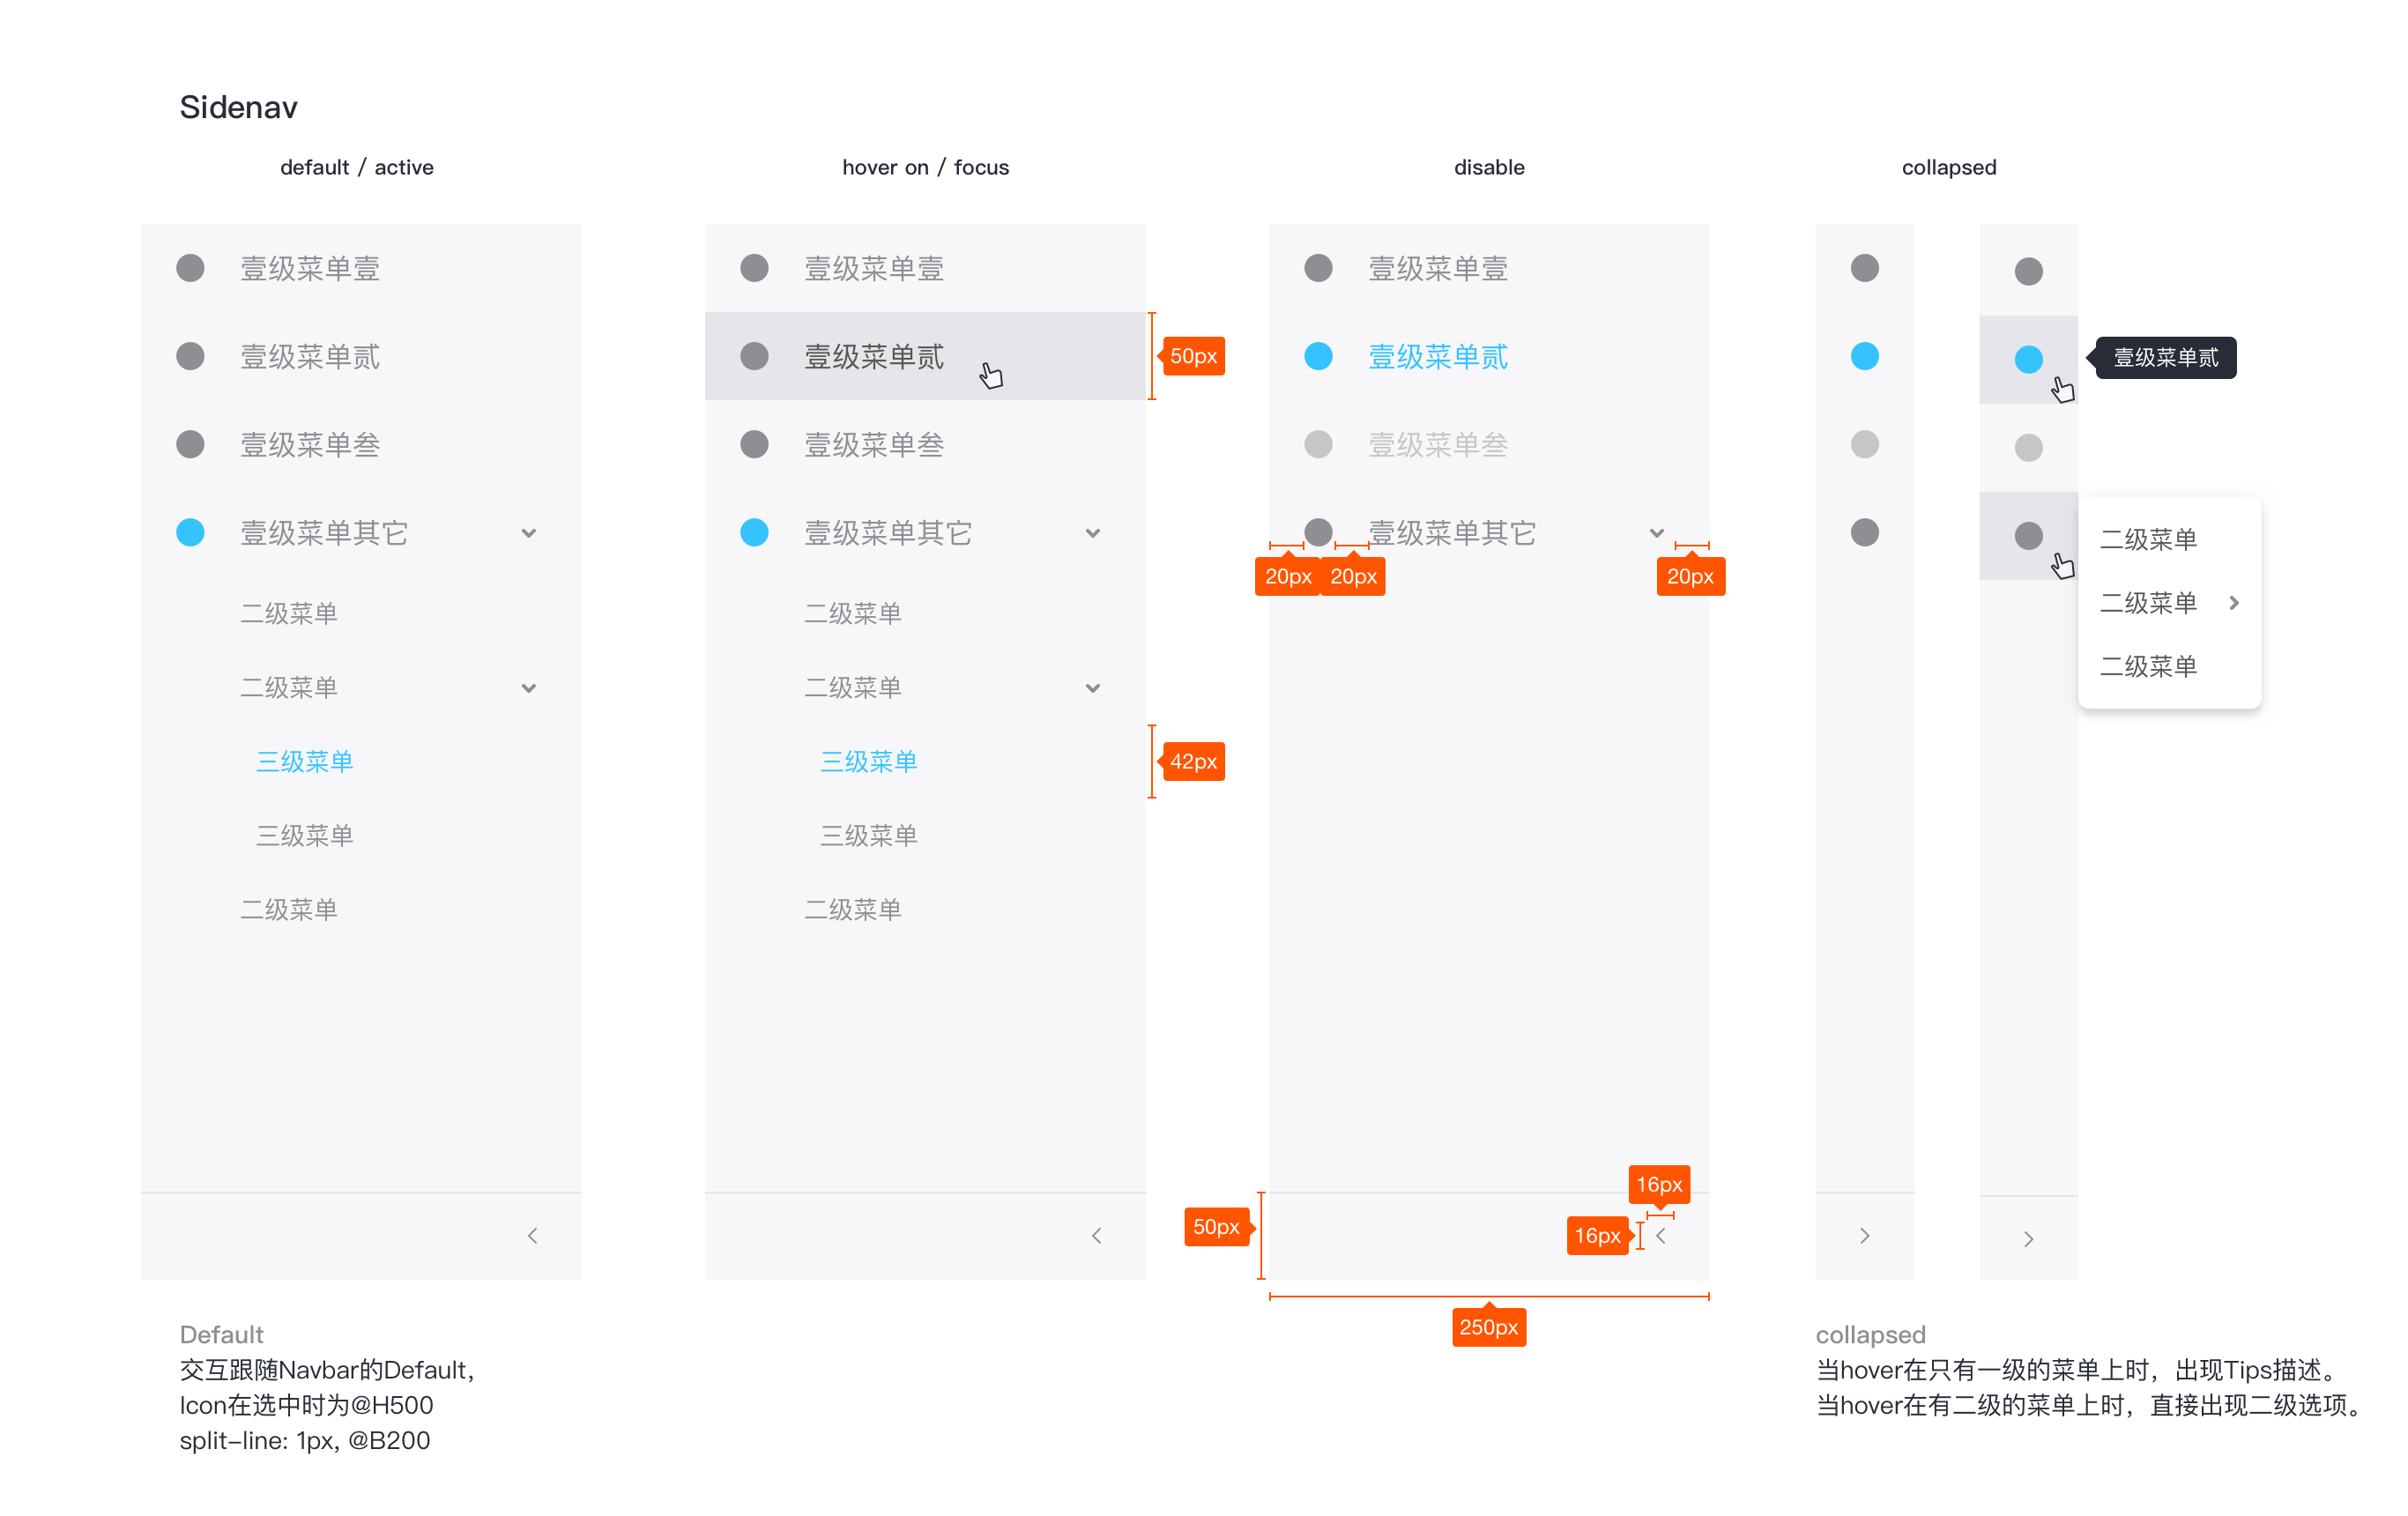 Sidenav
default / active
壹级菜单壹
壹级菜单贰
壹级菜单叁
壹级菜单其它
二级菜单
二级菜单
三级菜单
三级菜单
二级菜单
Default
交互跟随Navbar的Default,
Icon在选中时为@H500
split-line: 1px, @B200
hover on / focus
壹级菜单壹
壹级菜单贰
50px
壹级菜单叁
壹级菜单其它
二级菜单
二级菜单
三级菜单
42px
三级菜单
二级菜单
disable
壹级菜单壹
壹级菜单贰
壹级菜单叁
壹级菜单其它
20px
20px
20px
16px
50px
16px
250px
collapsed
壹级菜单贰
二级菜单
二级菜单
二级菜单
collapsed
当hover在只有一级的菜单上时，出现Tips描述。
当hover在有二级的菜单上时，直接出现二级选项。